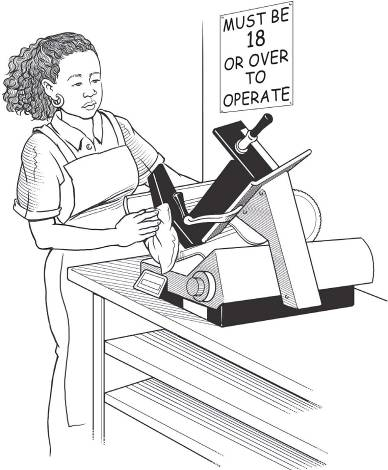 MUST BE
18
OR OVER
TO
OPERATE